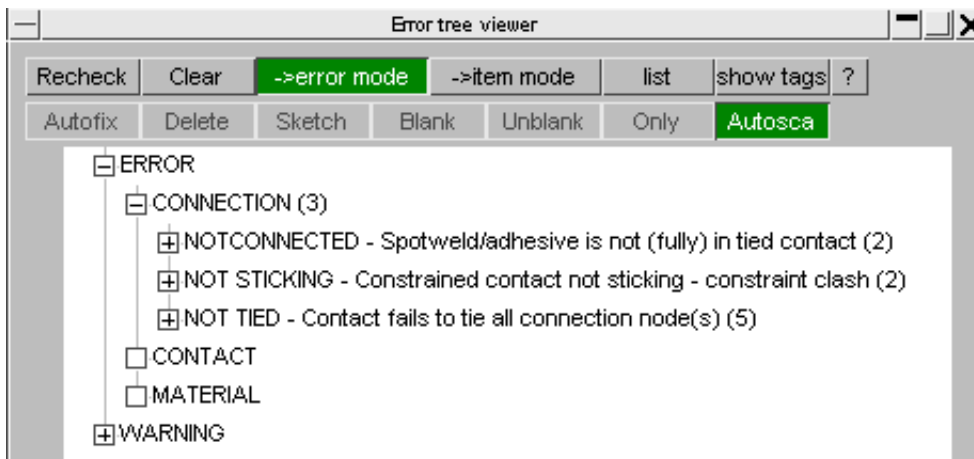 Error tree viewer
Recheck Clear ->error mode ->item mode list show tags ?
Autofix Delete Sketch Blank Unblank Only Autosca
ERROR
CONNECTION (3)
NOTCONNECTED - Spotweld/adhesive is not (fully) in tied contact (2)
NOT STICKING - Constrained contact not sticking - constraint clash (2)
NOT TIED - Contact fails to tie all connection node(s) (5)
CONTACT
MATERIAL
WARNING